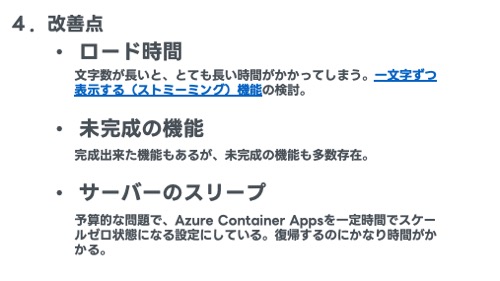 ４．改善点
• ロード時間
文字数が長いと、とても長い時間がかかってしまう。一文字ずつ
表示する（ストミーミング）機能の検討。
• 未完成の機能
完成出来た機能もあるが、未完成の機能も多数存在。
• サーバーのスリープ
予算的な問題で、Azure Container Appsを一定時間でスケー
ルゼロ状態になる設定にしている。復帰するのにかなり時間がか
かる。